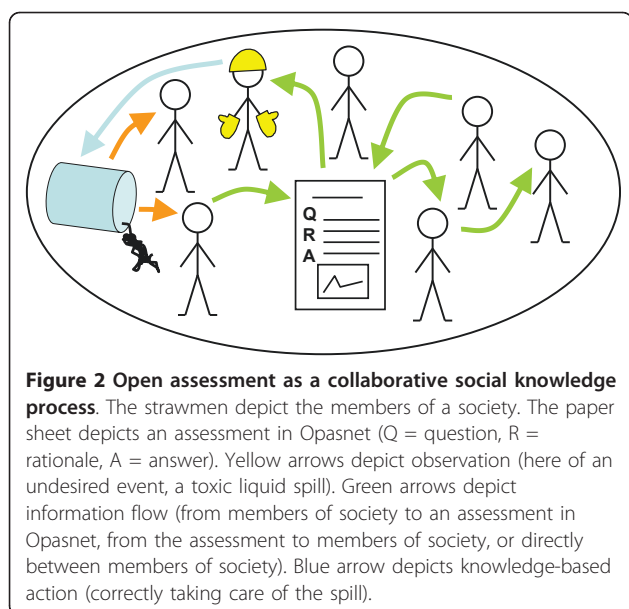 Q
R
A
Figure 2 Open assessment as a collaborative social knowledge
process. The strawmen depict the members of a society. The paper
sheet depicts an assessment in Opasnet (Q = question, R =
rationale, A = answer). Yellow arrows depict observation (here of an
undesired event, a toxic liquid spill). Green arrows depict
information flow (from members of society to an assessment in
Opasnet, from the assessment to members of society, or directly
between members of society). Blue arrow depicts knowledge-based
action (correctly taking care of the spill).